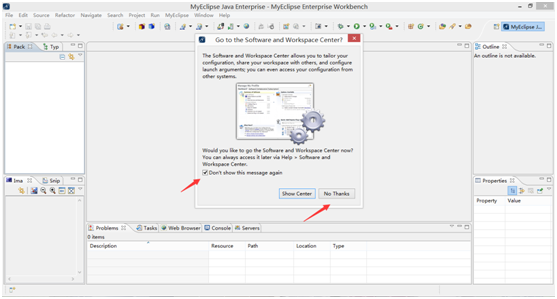 MyEclipse Java Enterprise - MyEclipse Enterprise Workbench
File Edit Source Refactor Navigate Search Project Run MyEclipse Window Help
MyEclipse J...
Pack
Typ
Go to the Software and Workspace Center?
The Software and Workspace Center allows you to tailor your
configuration, share your workspace with others, and configure
launch arguments; you can even access your configuration from
other systems.
Would you like to go the Software and Workspace Center now?
You can always access it later via Help > Software and
Workspace Center.
Don't show this message again
Show Center
No Thanks
Outline
An outline is not available.
Ima
Snip
Properties
Property Value
Problems Tasks Web Browser Console Servers
0 items
Description Resource Path Location Type